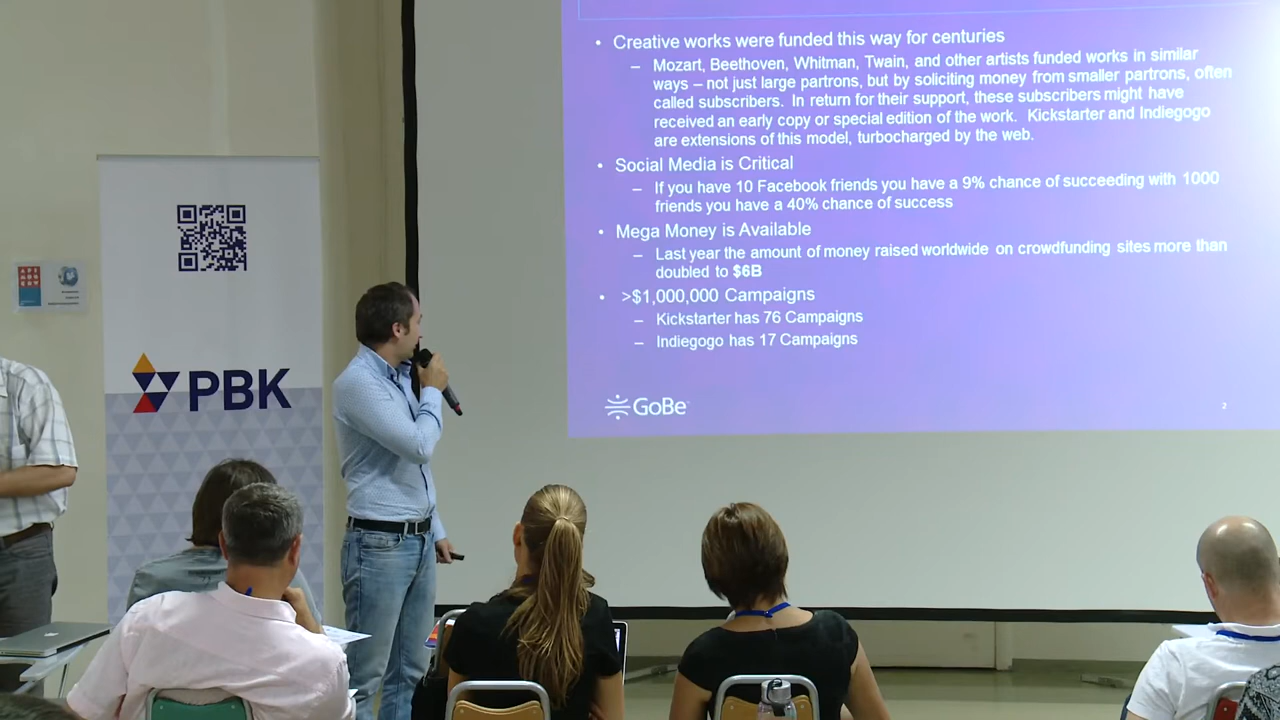 • Creative works were funded this way for centuries
– Mozart, Beethoven, Whitman, Twain, and other artists funded works in similar
ways – not just large partrons, but by soliciting money from smaller partrons, often
called subscribers. In return for their support, these subscribers might have
received an early copy or special edition of the work. Kickstarter and Indiegogo
are extensions of this model, turbocharged by the web.
• Social Media is Critical
– If you have 10 Facebook friends you have a 9% chance of succeeding with 1000
friends you have a 40% chance of success
• Mega Money is Available
– Last year the amount of money raised worldwide on crowdfunding sites more than
doubled to $6B
• >$1,000,000 Campaigns
– Kickstarter has 76 Campaigns
– Indiegogo has 17 Campaigns
GoBe
2
PBK